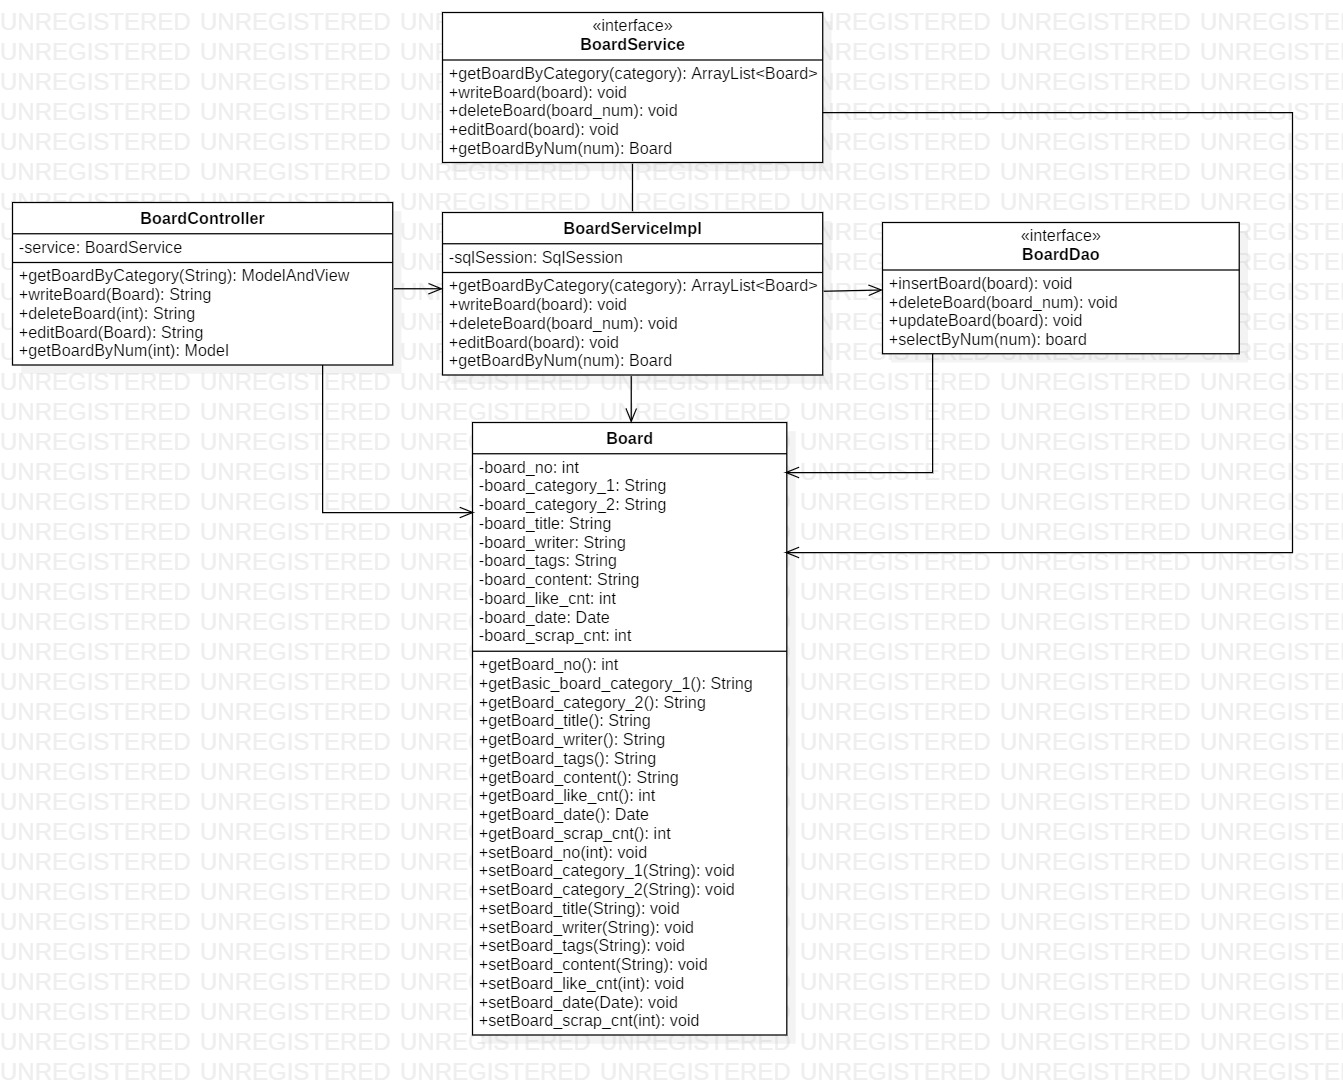 «interface»
BoardService
+getBoardByCategory(category): ArrayList<Board>
+writeBoard(board): void
+deleteBoard(board_num): void
+editBoard(board): void
+getBoardByNum(num): Board
BoardController
-service: BoardService
+getBoardByCategory(String): ModelAndView
+writeBoard(Board): String
+deleteBoard(int): String
+editBoard(Board): String
+getBoardByNum(int): Model
BoardServiceImpl
-sqlSession: SqlSession
+getBoardByCategory(category): ArrayList<Board>
+writeBoard(board): void
+deleteBoard(board_num): void
+editBoard(board): void
+getBoardByNum(num): Board
«interface»
BoardDao
+insertBoard(board): void
+deleteBoard(board_num): void
+updateBoard(board): void
+selectByNum(num): board
Board
-board_no: int
-board_category_1: String
-board_category_2: String
-board_title: String
-board_writer: String
-board_tags: String
-board_content: String
-board_like_cnt: int
-board_date: Date
-board_scrap_cnt: int
+getBoard_no(): int
+getBasic_board_category_1(): String
+getBoard_category_2(): String
+getBoard_title(): String
+getBoard_writer(): String
+getBoard_tags(): String
+getBoard_content(): String
+getBoard_like_cnt(): int
+getBoard_date(): Date
+getBoard_scrap_cnt(): int
+setBoard_no(int): void
+setBoard_category_1(String): void
+setBoard_category_2(String): void
+setBoard_title(String): void
+setBoard_writer(String): void
+setBoard_tags(String): void
+setBoard_content(String): void
+setBoard_like_cnt(int): void
+setBoard_date(Date): void
+setBoard_scrap_cnt(int): void
UNREGISTERED